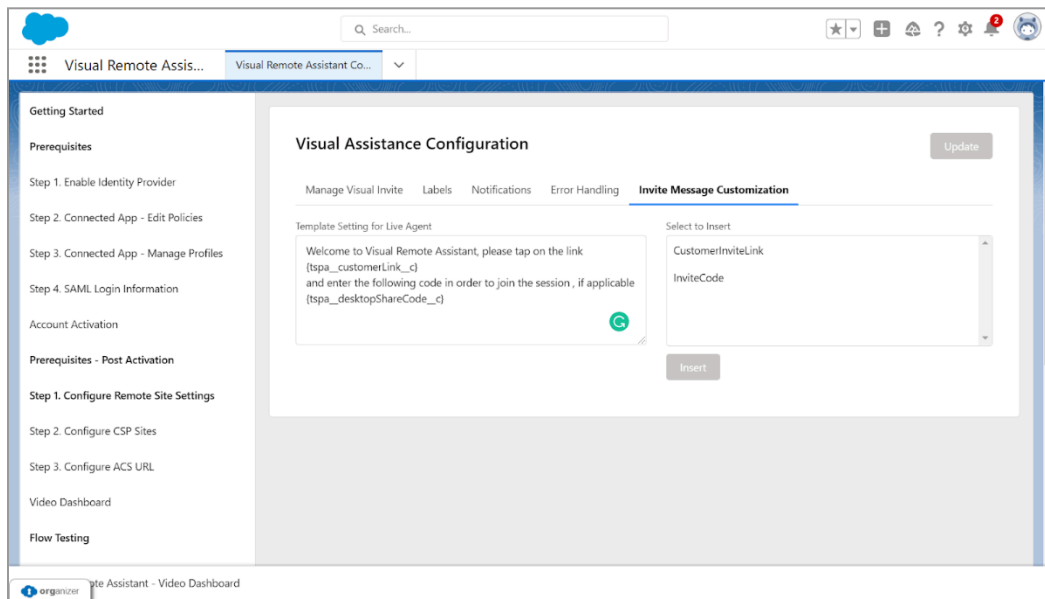 Search...
2
Visual Remote Assis...
Visual Remote Assistant Co...
Getting Started
Prerequisites
Step 1. Enable Identity Provider
Step 2. Connected App - Edit Policies
Step 3. Connected App - Manage Profiles
Step 4. SAML Login Information
Account Activation
Prerequisites - Post Activation
Step 1. Configure Remote Site Settings
Step 2. Configure CSP Sites
Step 3. Configure ACS URL
Video Dashboard
Flow Testing
Visual Assistance Configuration
Update
Manage Visual Invite
Labels
Notifications
Error Handling
Invite Message Customization
Template Setting for Live Agent
Welcome to Visual Remote Assistant, please tap on the link
{tspa__customerLink__c}
and enter the following code in order to join the session , if applicable
{tspa__desktopShareCode__c}
Select to Insert
CustomerInviteLink
InviteCode
Insert
organizer
Assistant - Video Dashboard